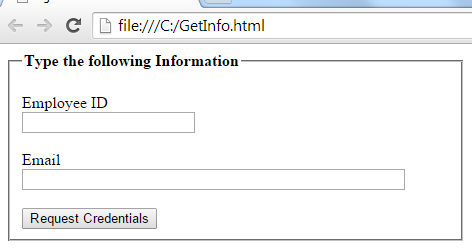 file:///C:/GetInfo.html
Type the following Information
Employee ID
Email
Request Credentials